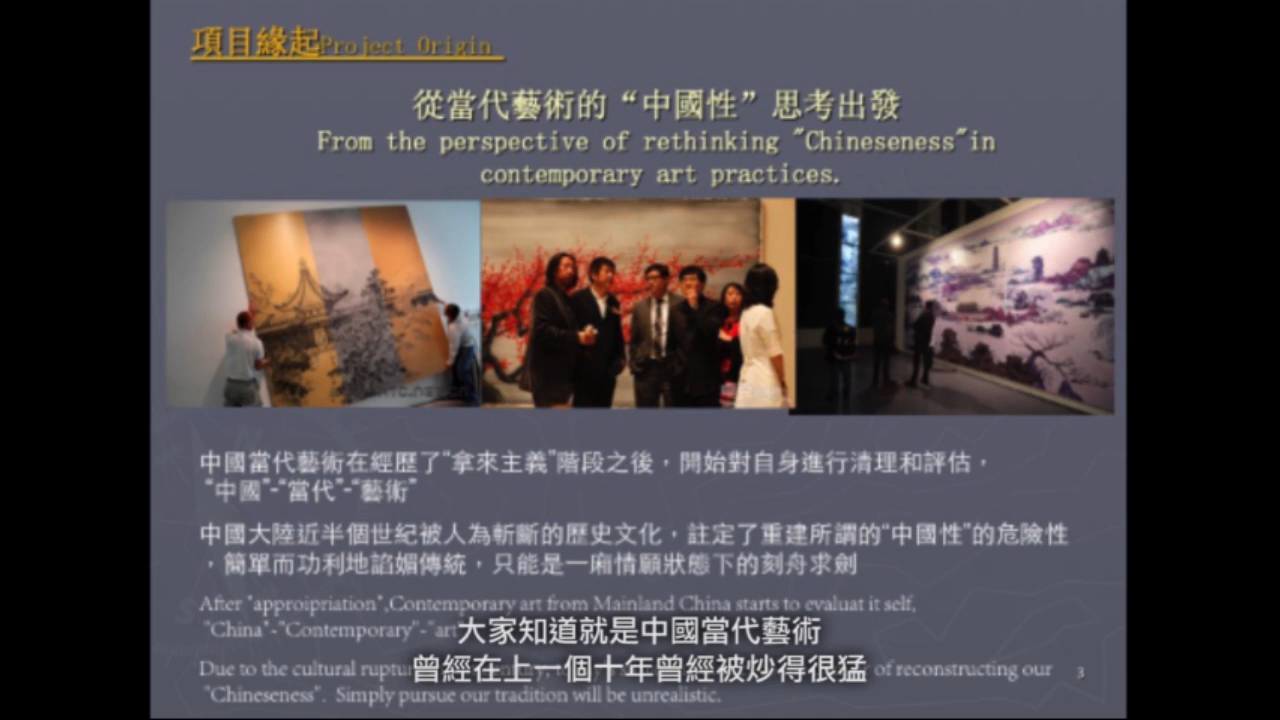 項目緣起Project Origin
從當代藝術的“中國性”思考出發
From the perspective of rethinking "Chineseness"in
contemporary art practices.
中國當代藝術在經歷了“拿來主義”階段之後，開始對自身進行清理和評估，
“中國”-“當代”-“藝術”
中國大陸近半個世紀被人為斬斷的歷史文化，註定了重建所謂的“中國性”的危險性
，簡單而功利地諂媚傳統，只能是一廂情願狀態下的刻舟求劍
After "approipriation",Contemporary art from Mainland China starts to evaluat it self,
"China"-"Contemporary"-"art
大家知道就是中國當代藝術
曾經在上一個十年曾經被炒得很猛
Due to the cultural ruptur of reconstructing our
3
"Chineseness". Simply pursue our tradition will be unrealistic.